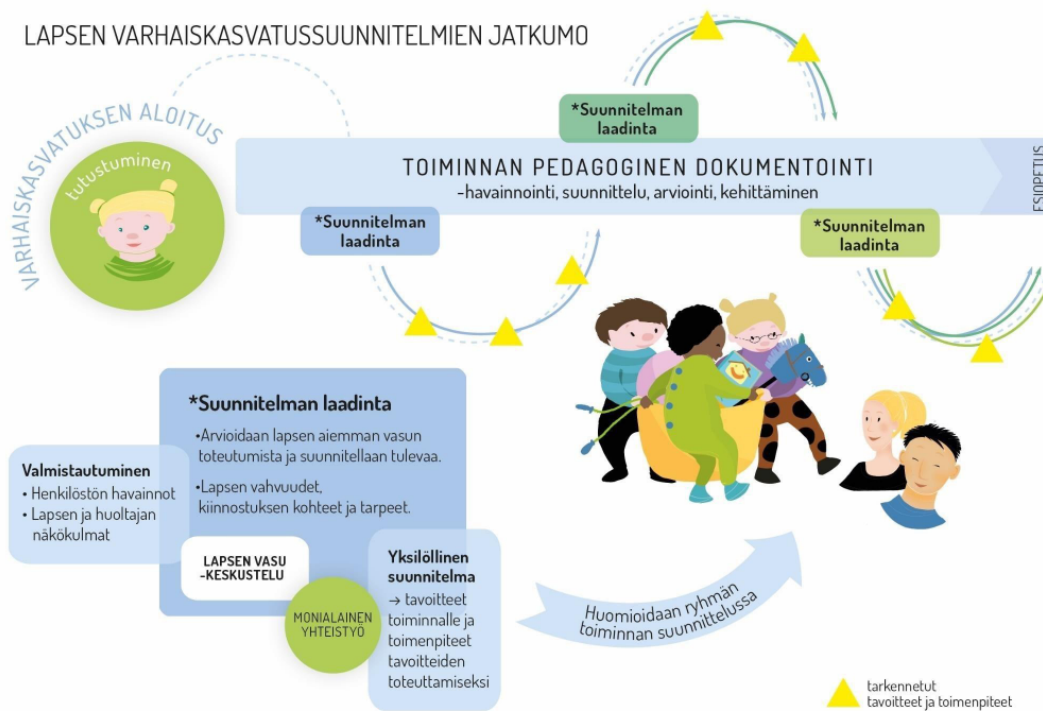 LAPSEN VARHAISKASVATUSSUUNNITELMIEN JATKUMO
VARHAISKASVATUKSEN ALOITUS
tutustuminen
*Suunnitelman
laadinta
TOIMINNAN PEDAGOGINEN DOKUMENTOINTI
-havainnointi, suunnittelu, arviointi, kehittäminen
ESIOPETUS
*Suunnitelman
laadinta
*Suunnitelman
laadinta
*Suunnitelman laadinta
•Arvioidaan lapsen aiemman vasun
toteutumista ja suunnitellaan tulevaa.
•Lapsen vahvuudet,
kiinnostuksen kohteet ja tarpeet.
Valmistautuminen
• Henkilöstön havainnot
• Lapsen ja huoltajan
näkökulmat
LAPSEN VASU
-KESKUSTELU
MONIALAINEN
YHTEISTYÖ
Yksilöllinen
suunnitelma
→ tavoitteet
toiminnalle ja
toimenpiteet
tavoitteiden
toteuttamiseksi
Huomioidaan ryhmän
toiminnan suunnittelussa
tarkennetut
tavoitteet ja toimenpiteet